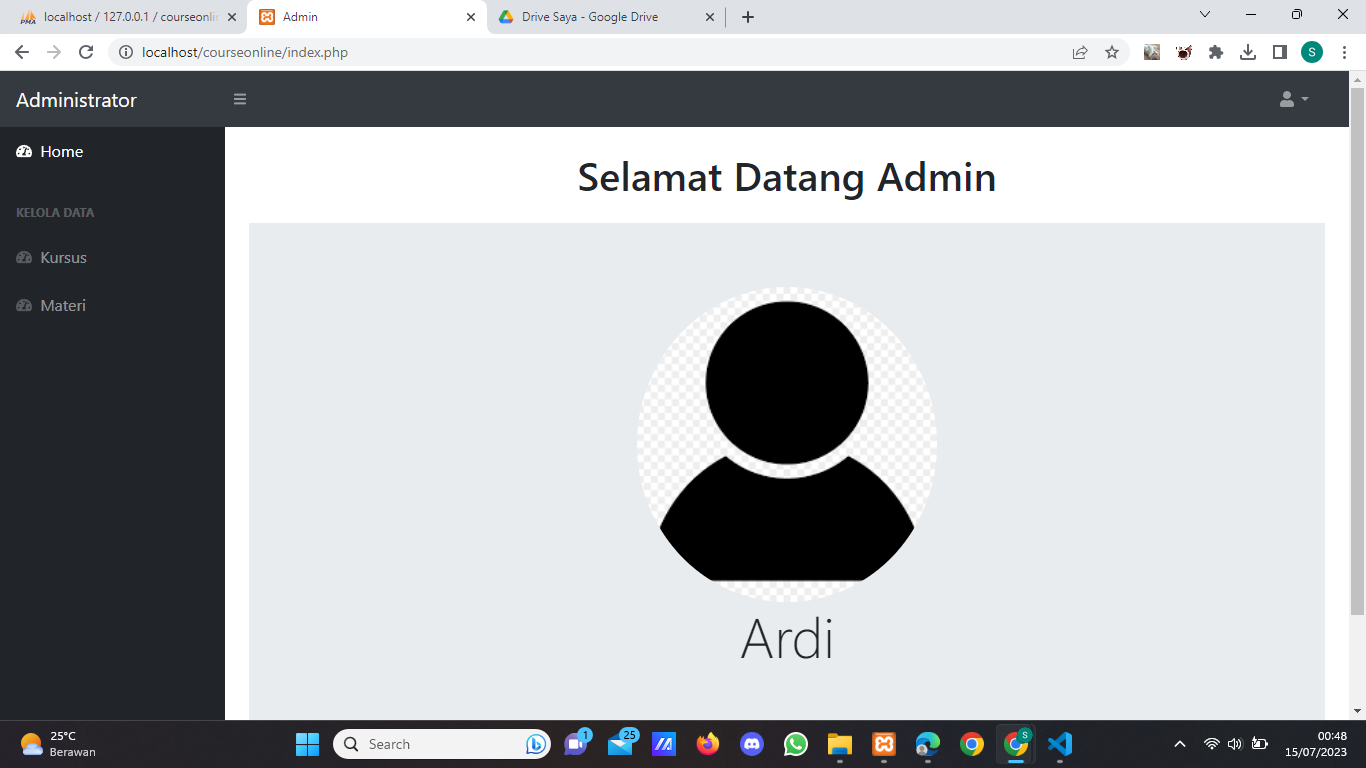 localhost / 127.0.0.1 / courseonlin
Admin
Drive Saya - Google Drive
localhost/courseonline/index.php
S
Administrator
Home
Selamat Datang Admin
KELOLA DATA
Kursus
Materi
Ardi
25°C
Berawan
Search
1
25
S
00:48
15/07/2023